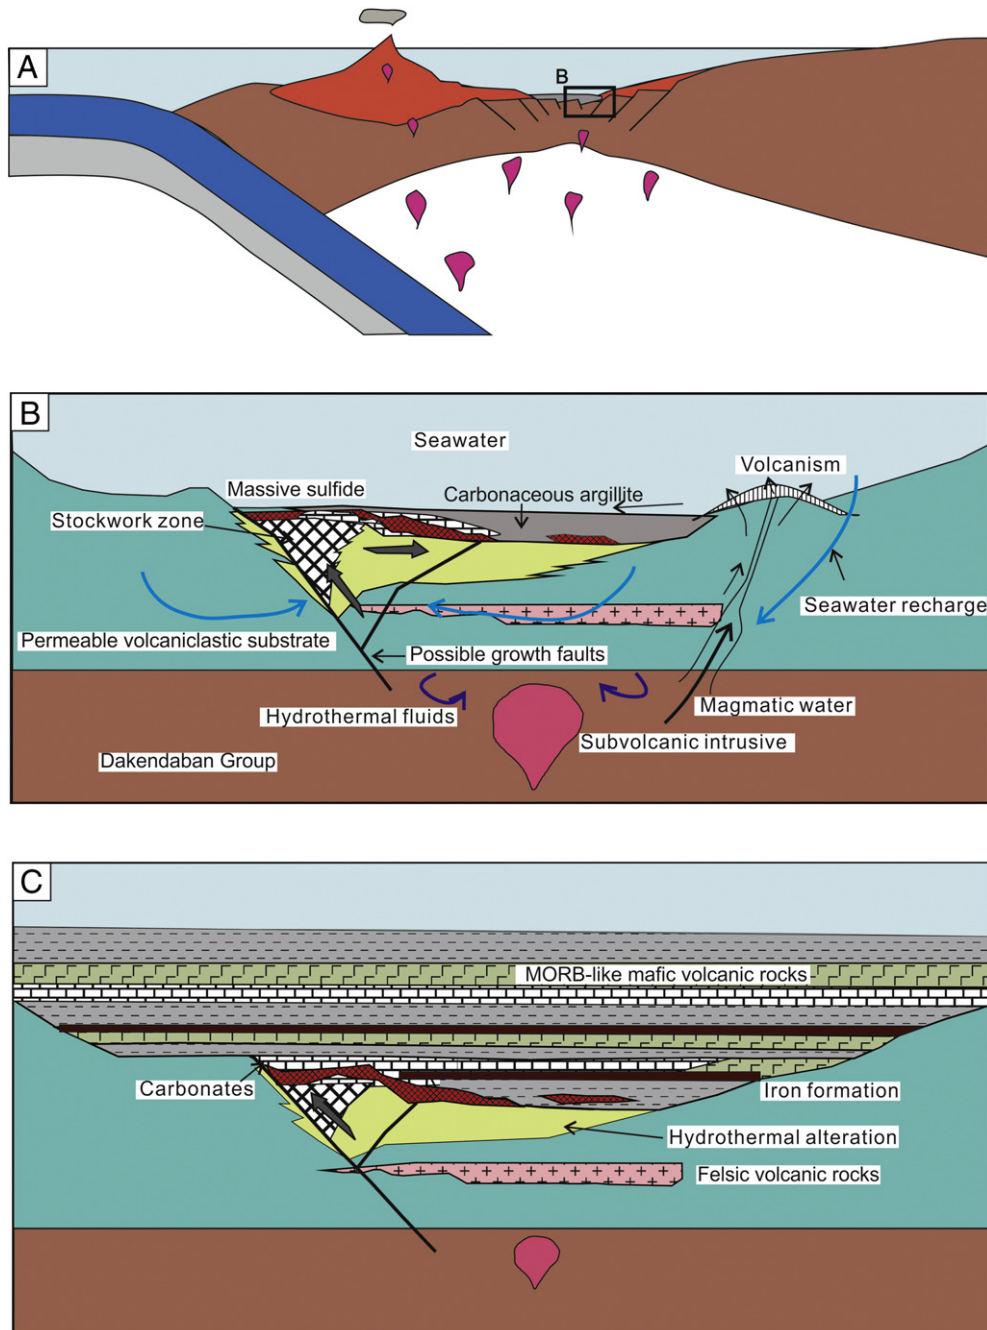 A
B
B
Seawater
Volcanism
Massive sulfide
Carbonaceous argillite
Stockwork zone
Seawater recharge
Permeable volcaniclastic substrate
Possible growth faults
Magmatic water
Hydrothermal fluids
Subvolcanic intrusive
Dakendaban Group
C
MORB-like mafic volcanic rocks
Carbonates
Iron formation
Hydrothermal alteration
Felsic volcanic rocks